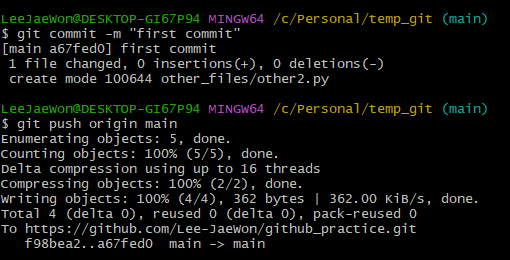 LeeJaeWon@DESKTOP-GI67P94 MINGW64 /c/Personal/temp_git (main)
$ git commit -m "first commit"
[main a67fed0] first commit
 1 file changed, 0 insertions(+), 0 deletions(-)
 create mode 100644 other_files/other2.py

LeeJaeWon@DESKTOP-GI67P94 MINGW64 /c/Personal/temp_git (main)
$ git push origin main
Enumerating objects: 5, done.
Counting objects: 100% (5/5), done.
Delta compression using up to 16 threads
Compressing objects: 100% (2/2), done.
Writing objects: 100% (4/4), 362 bytes | 362.00 KiB/s, done.
Total 4 (delta 0), reused 0 (delta 0), pack-reused 0
To https://github.com/Lee-JaeWon/github_practice.git
   f98bea2..a67fed0  main -> main